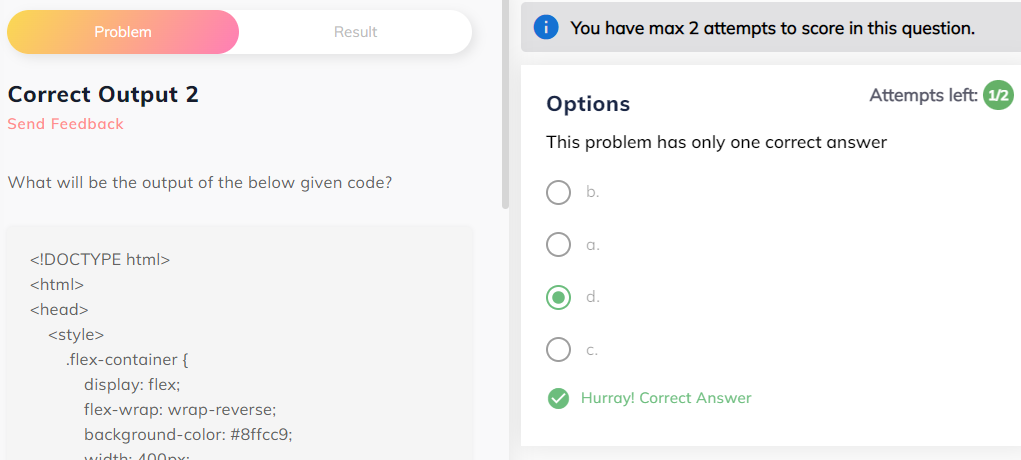 Problem
Result
Correct Output 2
Send Feedback
What will be the output of the below given code?
<!DOCTYPE html>
<html>
<head>
<style>
.flex-container {
display: flex;
flex-wrap: wrap-reverse;
background-color: #8ffcc9;
width: 400px;
You have max 2 attempts to score in this question.
Options
Attempts left: 1/2
This problem has only one correct answer
b.
a.
d.
c.
Hurray! Correct Answer